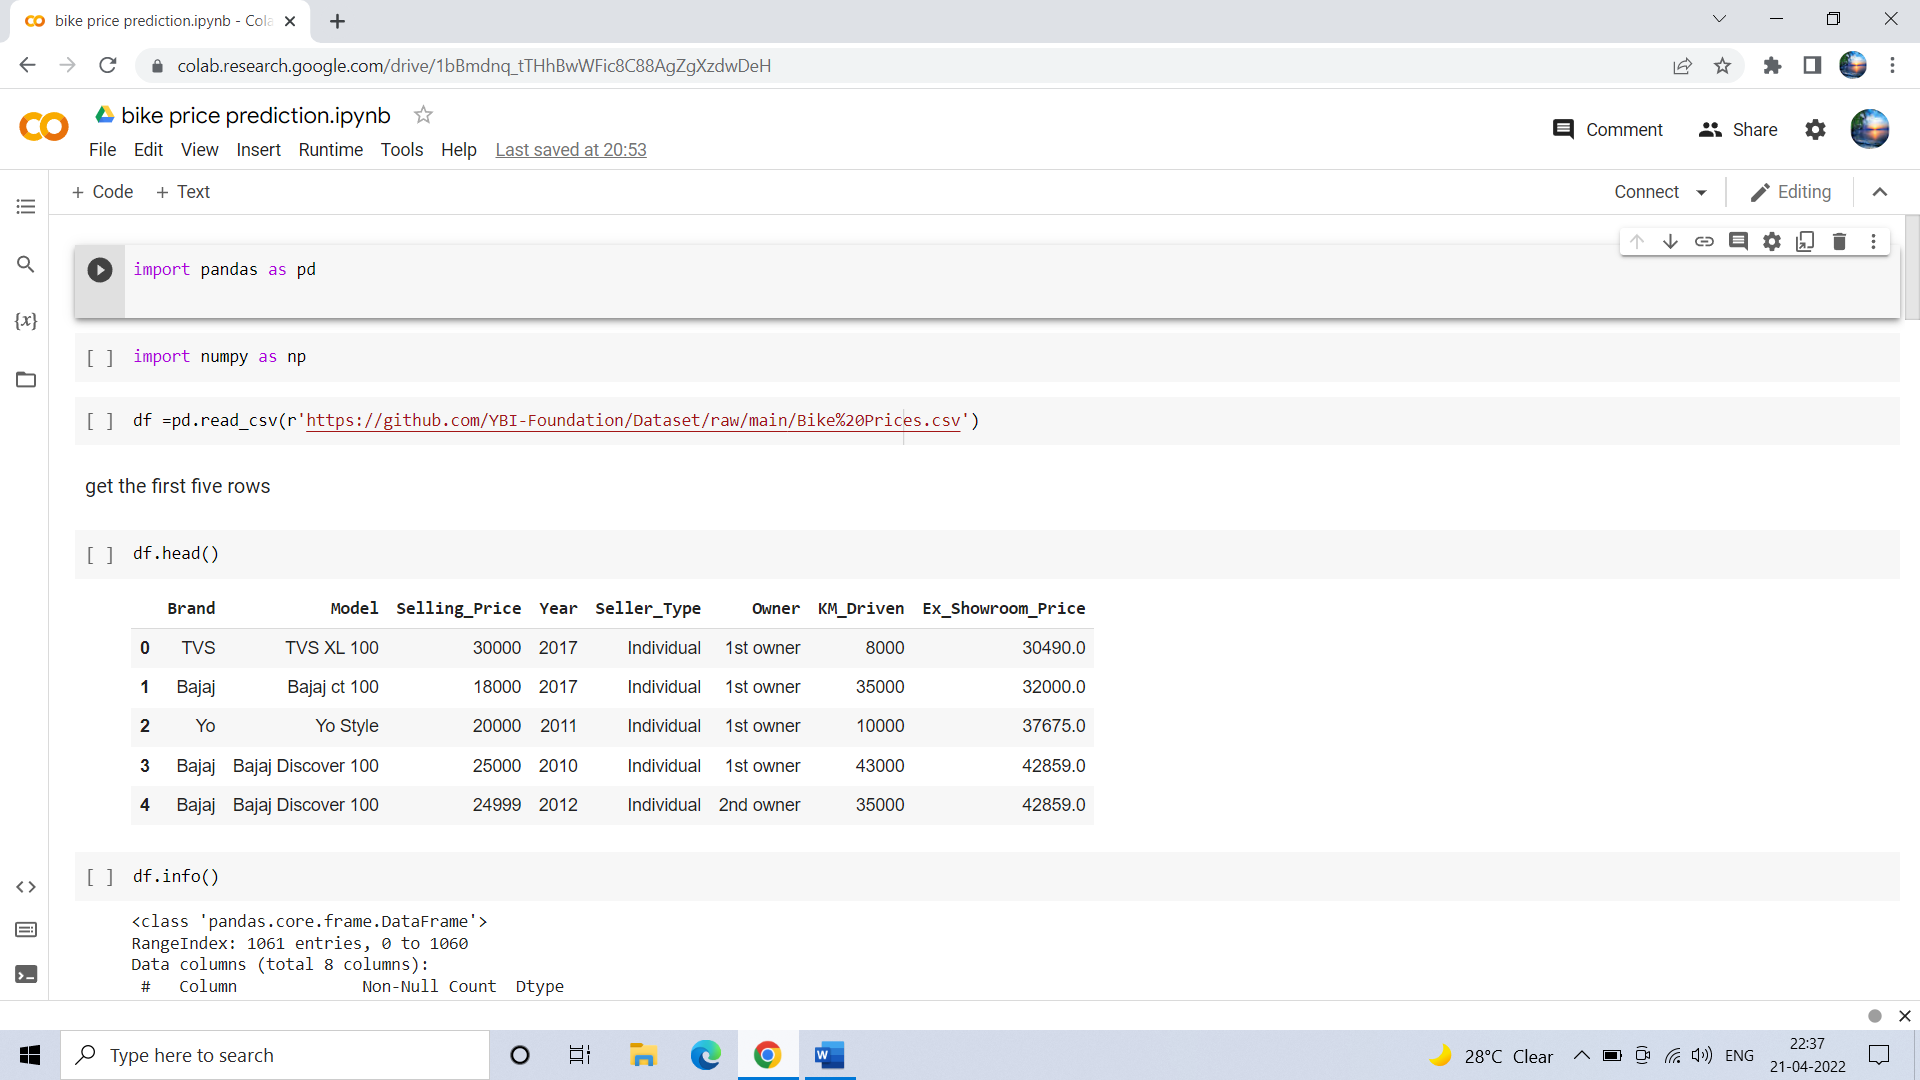 bike price prediction.ipynb - Cola
colab.research.google.com/drive/1bBmdnq_tTHhBwWFic8C88AgZgXzdwDeH
bike price prediction.ipynb
Comment Share
File Edit View Insert Runtime Tools Help Last saved at 20:53
+ Code + Text Connect Editing
import pandas as pd
{x}
[ ] import numpy as np
[ ] df =pd.read_csv(r'https://github.com/YBI-Foundation/Dataset/raw/main/Bike%20Prices.csv')
get the first five rows
[ ] df.head()
Brand Model Selling_Price Year Seller_Type Owner KM_Driven Ex_Showroom_Price
0 TVS TVS XL 100 30000 2017 Individual 1st owner 8000 30490.0
1 Bajaj Bajaj ct 100 18000 2017 Individual 1st owner 35000 32000.0
2 Yo Yo Style 20000 2011 Individual 1st owner 10000 37675.0
3 Bajaj Bajaj Discover 100 25000 2010 Individual 1st owner 43000 42859.0
4 Bajaj Bajaj Discover 100 24999 2012 Individual 2nd owner 35000 42859.0
[ ] df.info()
<class 'pandas.core.frame.DataFrame'>
RangeIndex: 1061 entries, 0 to 1060
Data columns (total 8 columns):
# Column Non-Null Count Dtype
Type here to search
28°C Clear
ENG
22:37
21-04-2022